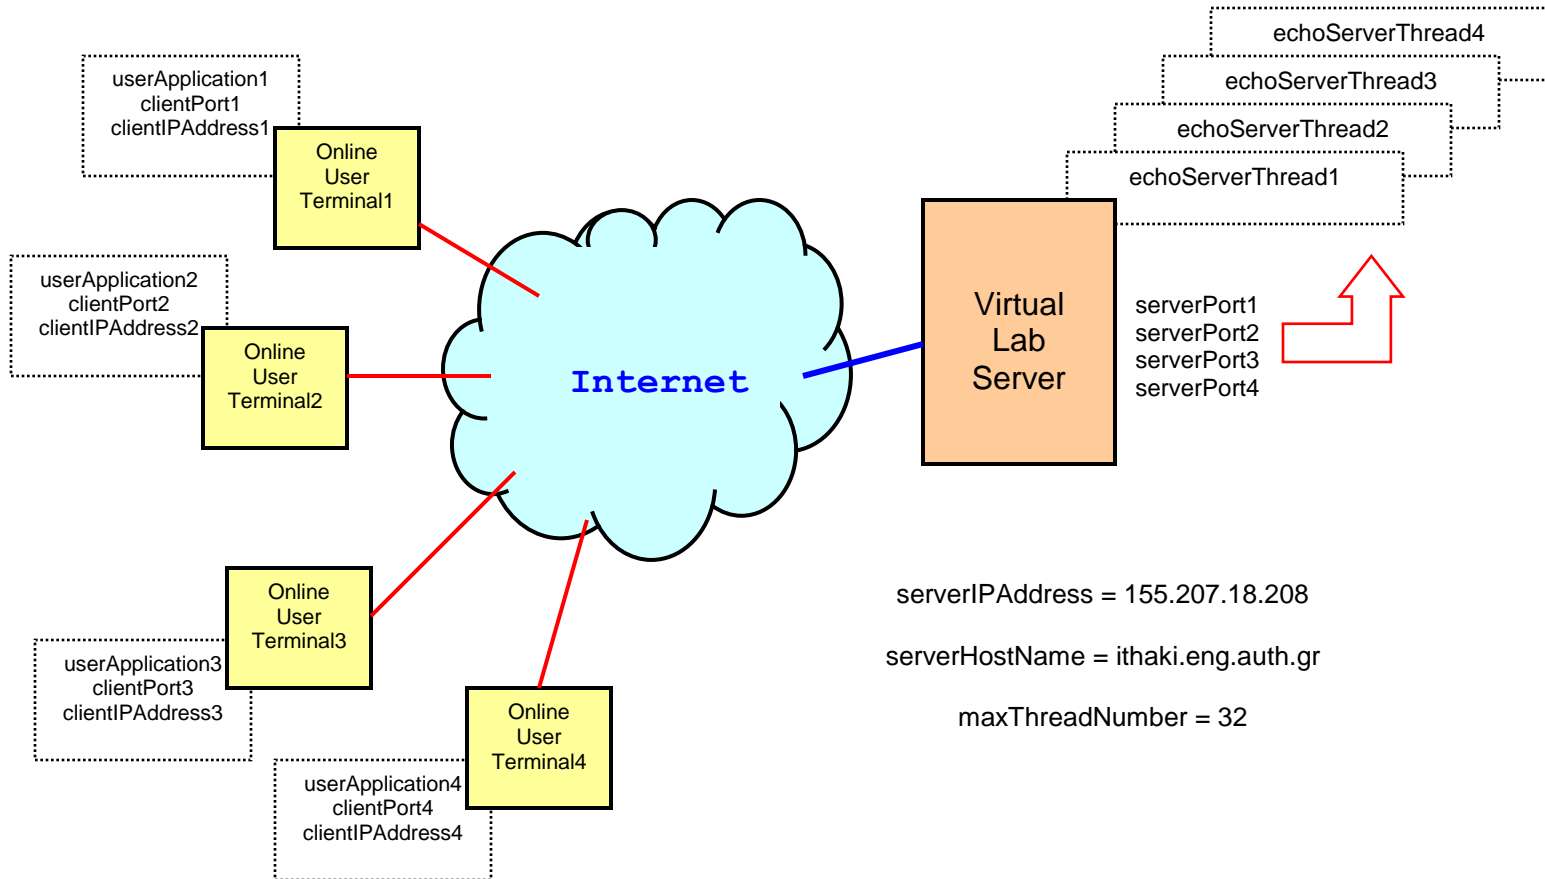 echoServerThread4
echoServerThread3
echoServerThread2
echoServerThread1
userApplication1
clientPort1
clientIPAddress1
Online
User
Terminal1
userApplication2
clientPort2
clientIPAddress2
Online
User
Terminal2
Internet
Virtual
Lab
Server
serverPort1
serverPort2
serverPort3
serverPort4
Online
User
Terminal3
userApplication3
clientPort3
clientIPAddress3
Online
User
Terminal4
userApplication4
clientPort4
clientIPAddress4
serverIPAddress = 155.207.18.208
serverHostName = ithaki.eng.auth.gr
maxThreadNumber = 32